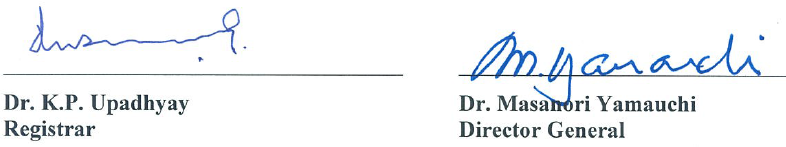 Dr. K.P. Upadhyay
Registrar
M. Yamauchi
Dr. Masanori Yamauchi
Director General